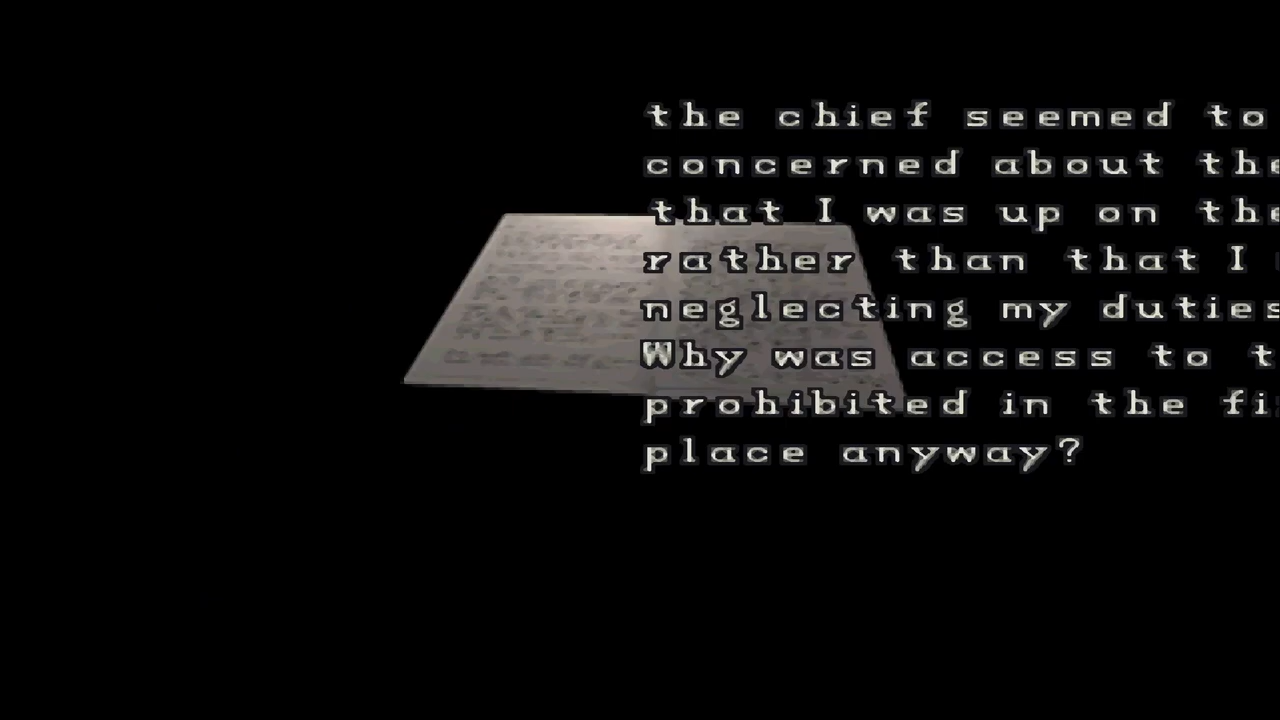 the chief seemed to
concerned about the
that I was up on the
rather than that I
neglecting my duties
Why was access to t
prohibited in the fi
place anyway?